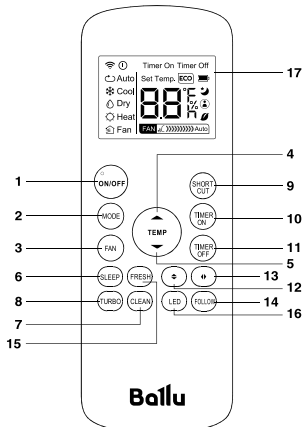 Timer On Timer Off
Auto Set Temp. ECO
Cool
Dry
Heat
Fan FAN Auto
88 °F % h
17
4
1 ON/OFF
SHORT CUT 9
2 MODE
TEMP
TIMER ON 10
3 FAN
TIMER OFF 11
5
6 SLEEP FRESH 13
12
8 TURBO CLEAN LED FOLLOW 14
7
16
15
Ballu